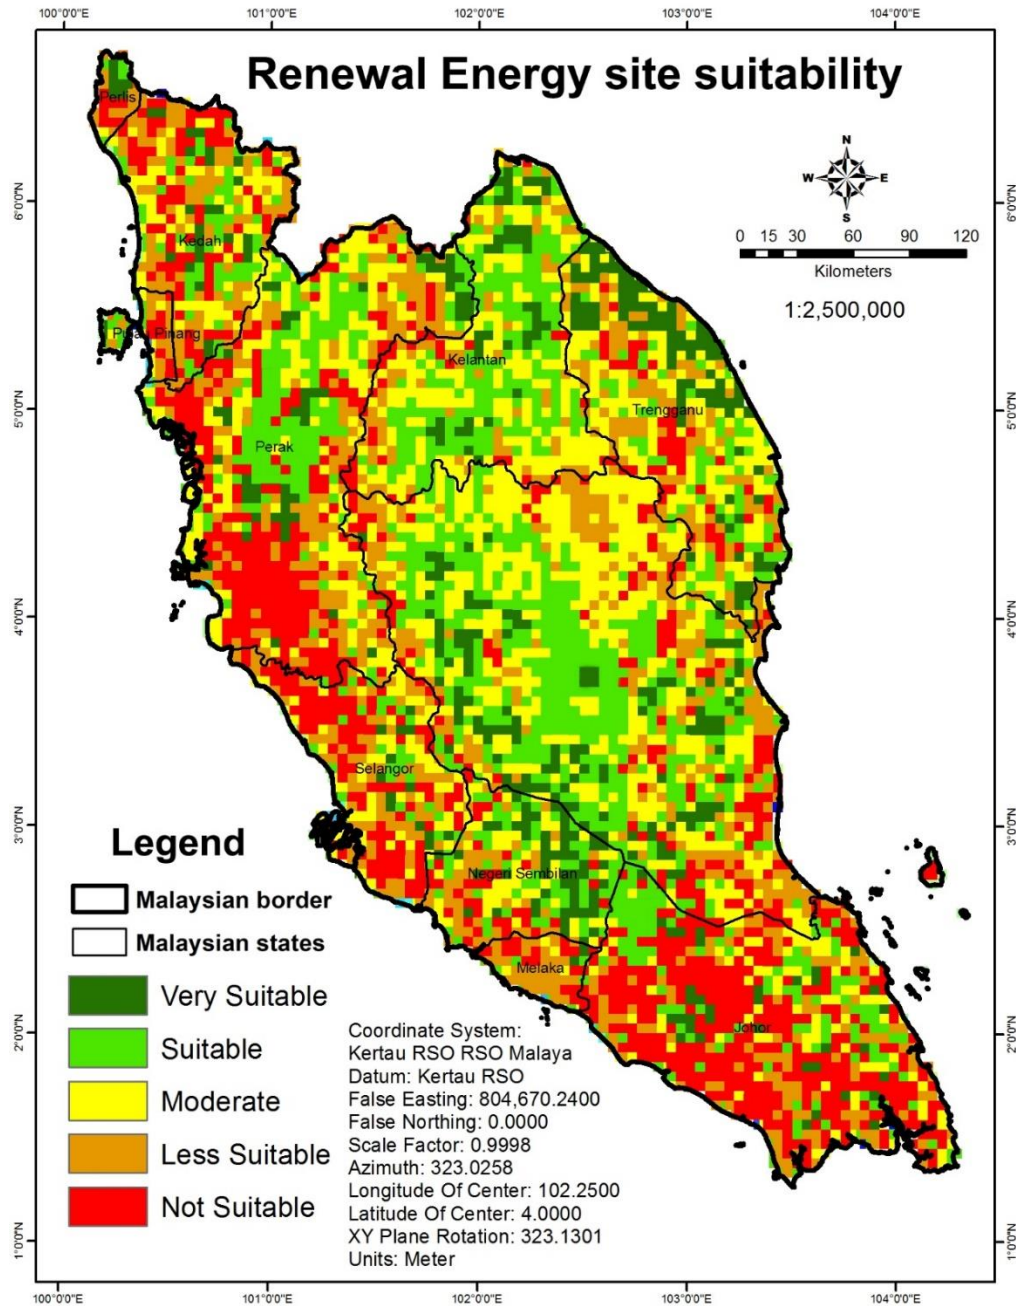 100°0'0"E 101°0'0"E 102°0'0"E 103°0'0"E 104°0'0"E
Renewal Energy site suitability
N
W E
S
0 15 30 60 90 120
Kilometers
1:2,500,000
6°0'0"N 6°0'0"N
5°0'0"N 5°0'0"N
4°0'0"N 4°0'0"N
3°0'0"N 3°0'0"N
2°0'0"N 2°0'0"N
1°0'0"N 1°0'0"N
Perlis
Kedah
Pulau Pinang
Kelantan
Trengganu
Perak
Selangor
Negeri Sembilan
Melaka
Johor
Legend
Malaysian border
Malaysian states
Very Suitable
Suitable
Moderate
Less Suitable
Not Suitable
Coordinate System:
Kertau RSO RSO Malaya
Datum: Kertau RSO
False Easting: 804,670.2400
False Northing: 0.0000
Scale Factor: 0.9998
Azimuth: 323.0258
Longitude Of Center: 102.2500
Latitude Of Center: 4.0000
XY Plane Rotation: 323.1301
Units: Meter
100°0'0"E 101°0'0"E 102°0'0"E 103°0'0"E 104°0'0"E